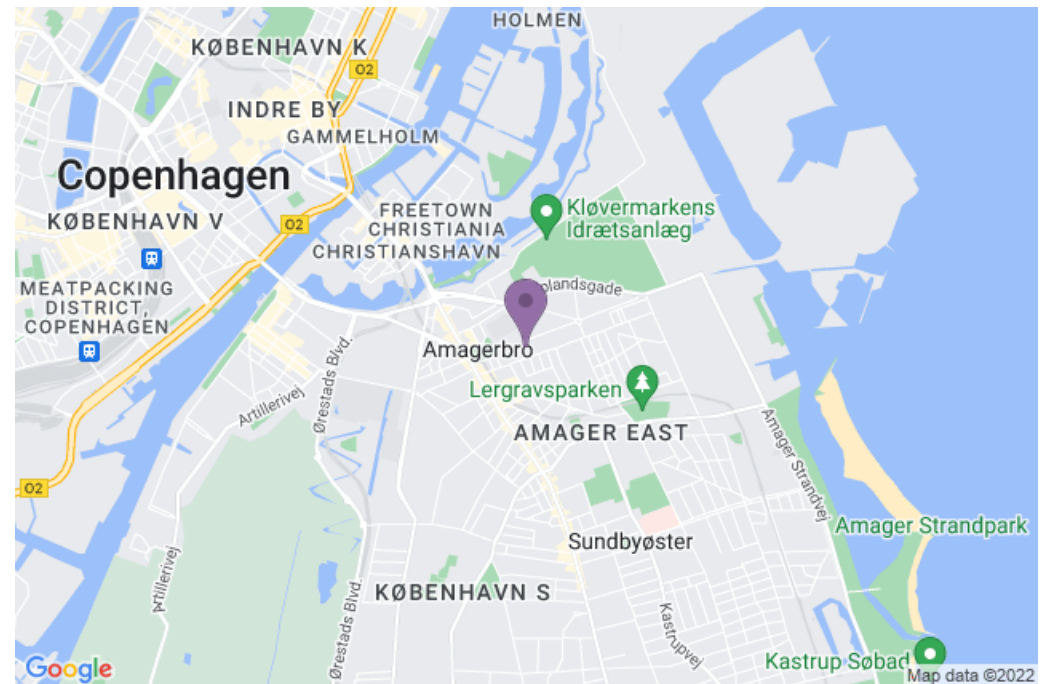 HOLMEN
KØBENHAVN K
O2
INDRE BY
GAMMELHOLM
Copenhagen
KØBENHAVN V
O2
FREETOWN
CHRISTIANIA
CHRISTIANSHAVN
Kløvermarkens
Idrætsanlæg
MEATPACKING
DISTRICT,
COPENHAGEN
olandsgade
Amagerbro
Ørestads Blvd.
Lergravsparken
Artillerivej
AMAGER EAST
Amager Strandvej
O2
Amager Strandpark
Sundbyøster
Artillerivej
KØBENHAVN S
Ørestads Blvd.
Kastrupvej
Kastrup Søbad
Google
Map data ©2022